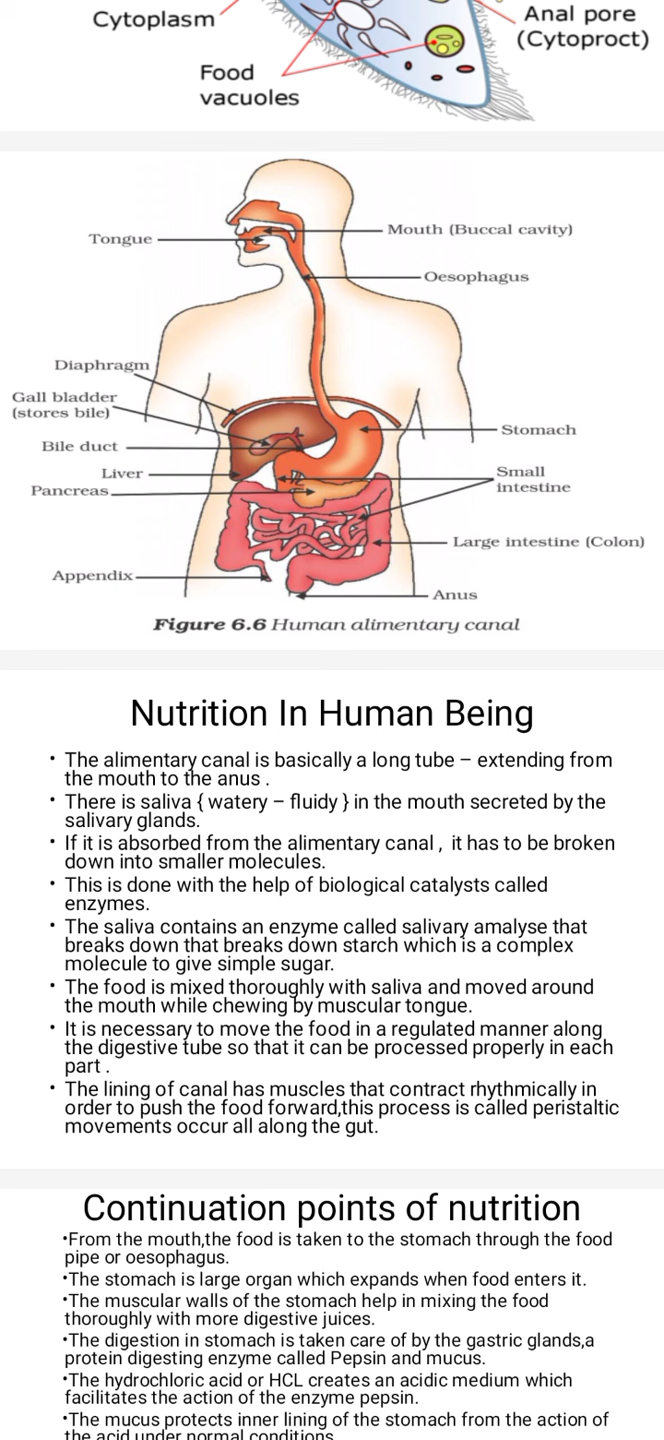 Cytoplasm
Anal pore
(Cytoproct)
Food
vacuoles
Mouth (Buccal cavity)
Tongue
Oesophagus
Diaphragm
Gall bladder
(stores bile)
Stomach
Bile duct
Liver
Small
intestine
Pancreas
Large intestine (Colon)
Appendix
Anus
Figure 6.6 Human alimentary canal
Nutrition In Human Being
• The alimentary canal is basically a long tube – extending from
the mouth to the anus .
• There is saliva { watery – fluidy } in the mouth secreted by the
salivary glands.
• If it is absorbed from the alimentary canal , it has to be broken
down into smaller molecules.
• This is done with the help of biological catalysts called
enzymes.
• The saliva contains an enzyme called salivary amalyse that
breaks down that breaks down starch which is a complex
molecule to give simple sugar.
• The food is mixed thoroughly with saliva and moved around
the mouth while chewing by muscular tongue.
• It is necessary to move the food in a regulated manner along
the digestive tube so that it can be processed properly in each
part .
• The lining of canal has muscles that contract rhythmically in
order to push the food forward,this process is called peristaltic
movements occur all along the gut.
Continuation points of nutrition
•From the mouth,the food is taken to the stomach through the food
pipe or oesophagus.
•The stomach is large organ which expands when food enters it.
•The muscular walls of the stomach help in mixing the food
thoroughly with more digestive juices.
•The digestion in stomach is taken care of by the gastric glands,a
protein digesting enzyme called Pepsin and mucus.
•The hydrochloric acid or HCL creates an acidic medium which
facilitates the action of the enzyme pepsin.
•The mucus protects inner lining of the stomach from the action of
the acid under normal conditions